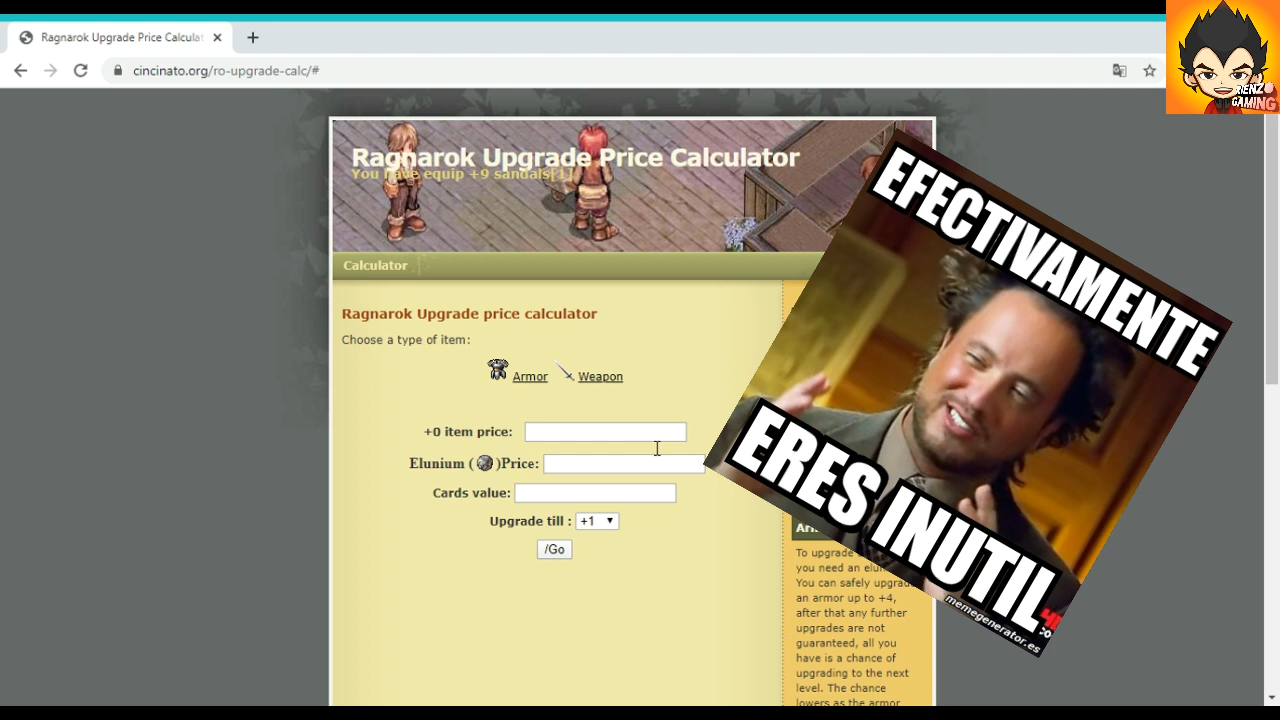 Ragnarok Upgrade Price Calculat
cincinato.org/ro-upgrade-calc/#
RIENZO
GAMING
Ragnarok Upgrade Price Calculator
You have equip +9 sandals[1]
Calculator
Ragnarok Upgrade price calculator
Choose a type of item:
Armor Weapon
+0 item price:
Elunium ( )Price:
Cards value:
Upgrade till : +1
/Go
EFECTIVAMENTE
ERES INUTIL
memegenerator.es
To upgrade
you need an
You can safely upgrade
an armor up to +4,
after that any further
upgrades are not
guaranteed, all you
have is a chance of
upgrading to the next
level. The chance
lowers as the armor